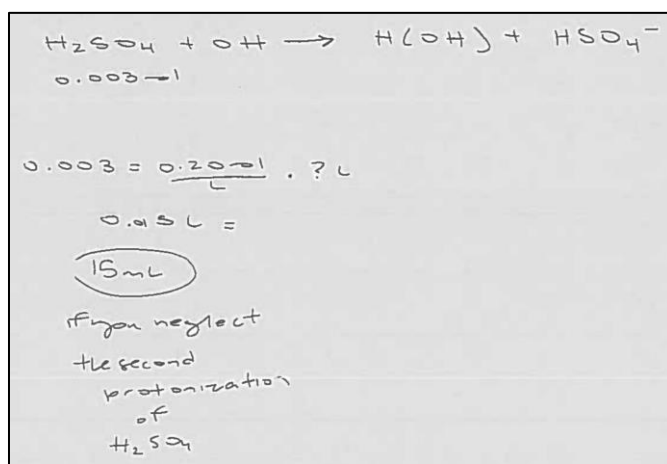 H₂SO₄ + OH → H(OH) + HSO₄⁻
0.003 mol
0.003 = 0.20 mol/L · ? L
0.015 L =
15 mL
if you neglect
the second
protonization
of
H₂SO₄